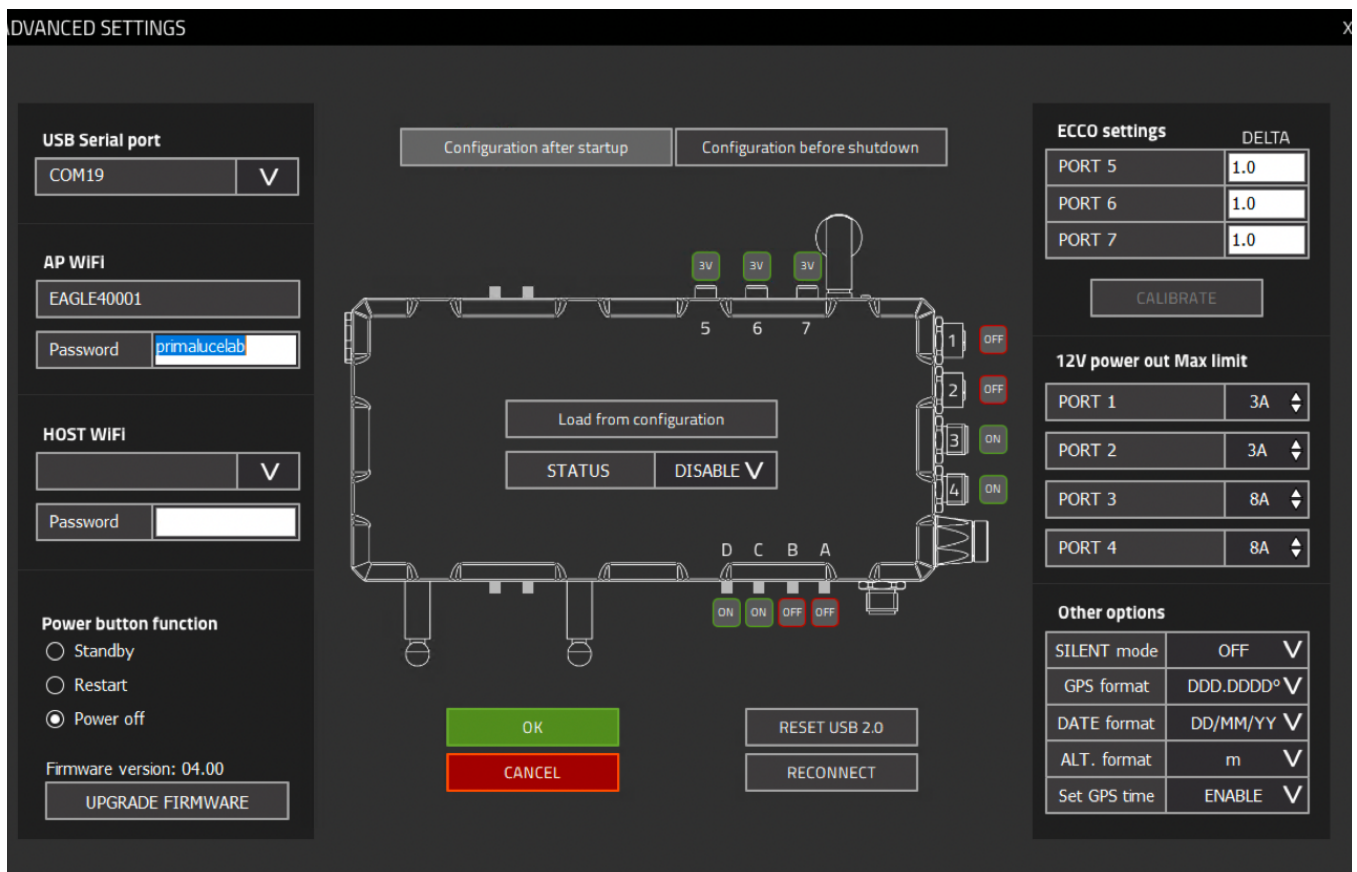 ADVANCED SETTINGS
X
USB Serial port
COM19
V
AP WiFi
EAGLE40001
Password primalucelab
HOST WiFi
V
Password
Power button function
Standby
Restart
Power off
Firmware version: 04.00
UPGRADE FIRMWARE
Configuration after startup
Configuration before shutdown
3V 3V 3V
5 6 7
1 OFF
2 OFF
3 ON
4 ON
Load from configuration
STATUS DISABLE V
D C B A
ON ON OFF OFF
OK
RESET USB 2.0
CANCEL
RECONNECT
ECCO settings DELTA
PORT 5 1.0
PORT 6 1.0
PORT 7 1.0
CALIBRATE
12V power out Max limit
PORT 1 3A
PORT 2 3A
PORT 3 8A
PORT 4 8A
Other options
SILENT mode OFF V
GPS format DDD.DDDD° V
DATE format DD/MM/YY V
ALT. format m V
Set GPS time ENABLE V